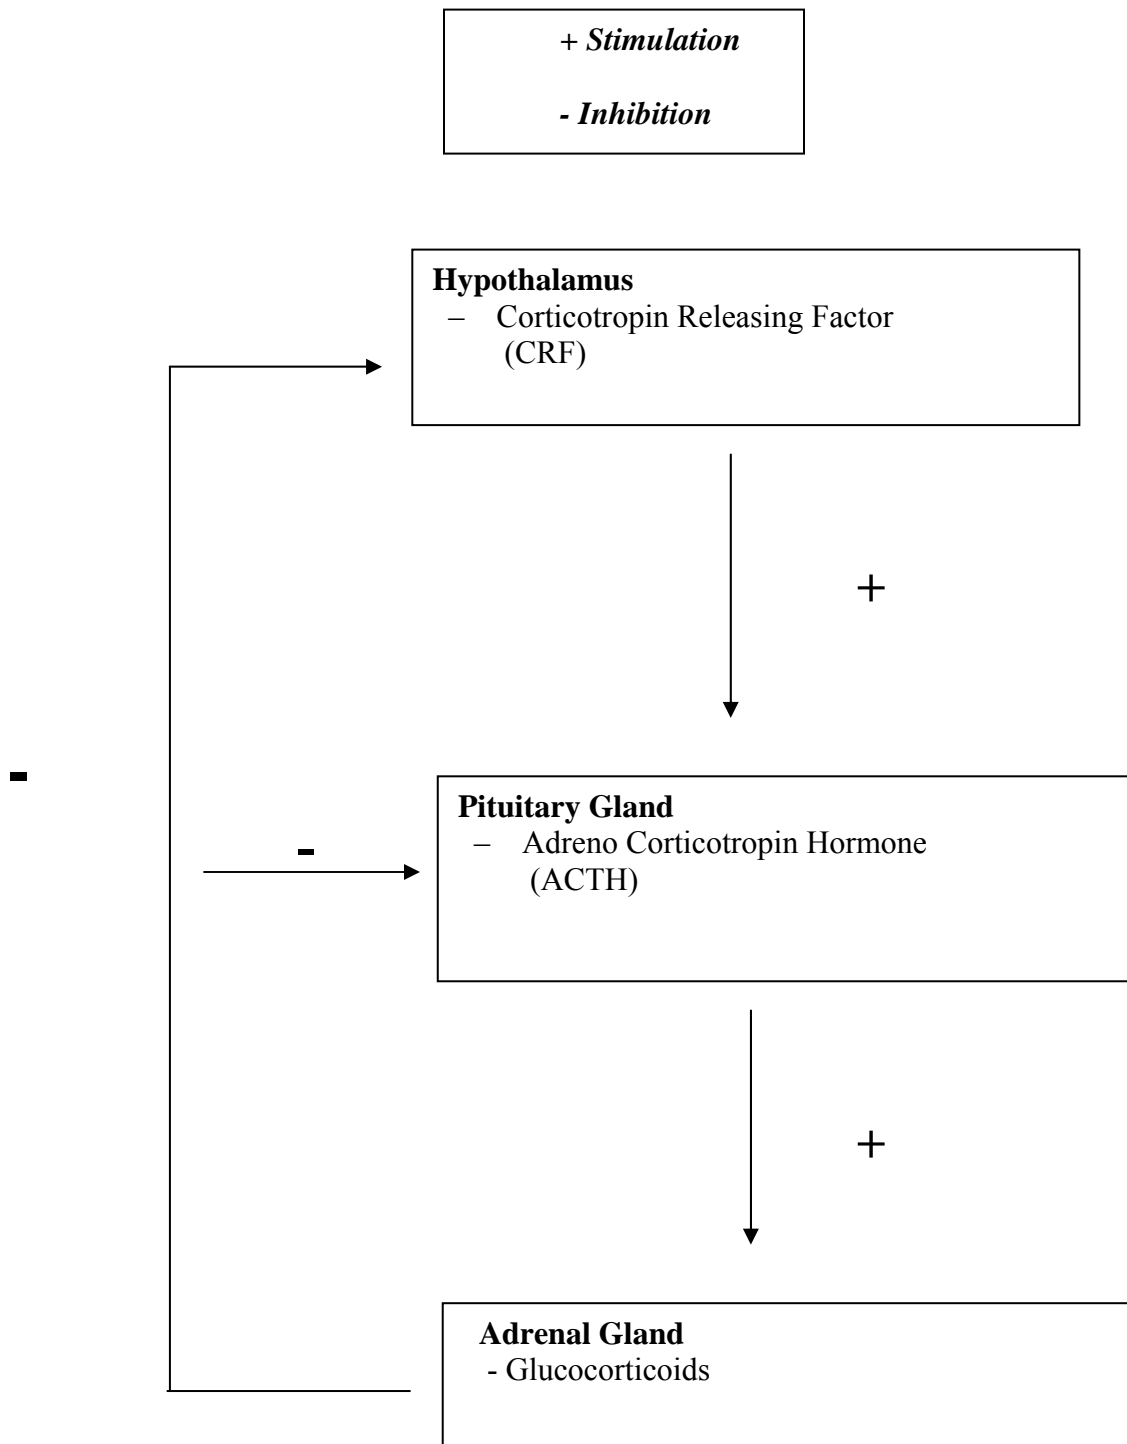 + Stimulation
- Inhibition
Hypothalamus
– Corticotropin Releasing Factor
(CRF)
+
-
Pituitary Gland
– Adreno Corticotropin Hormone
(ACTH)
-
+
Adrenal Gland
- Glucocorticoids